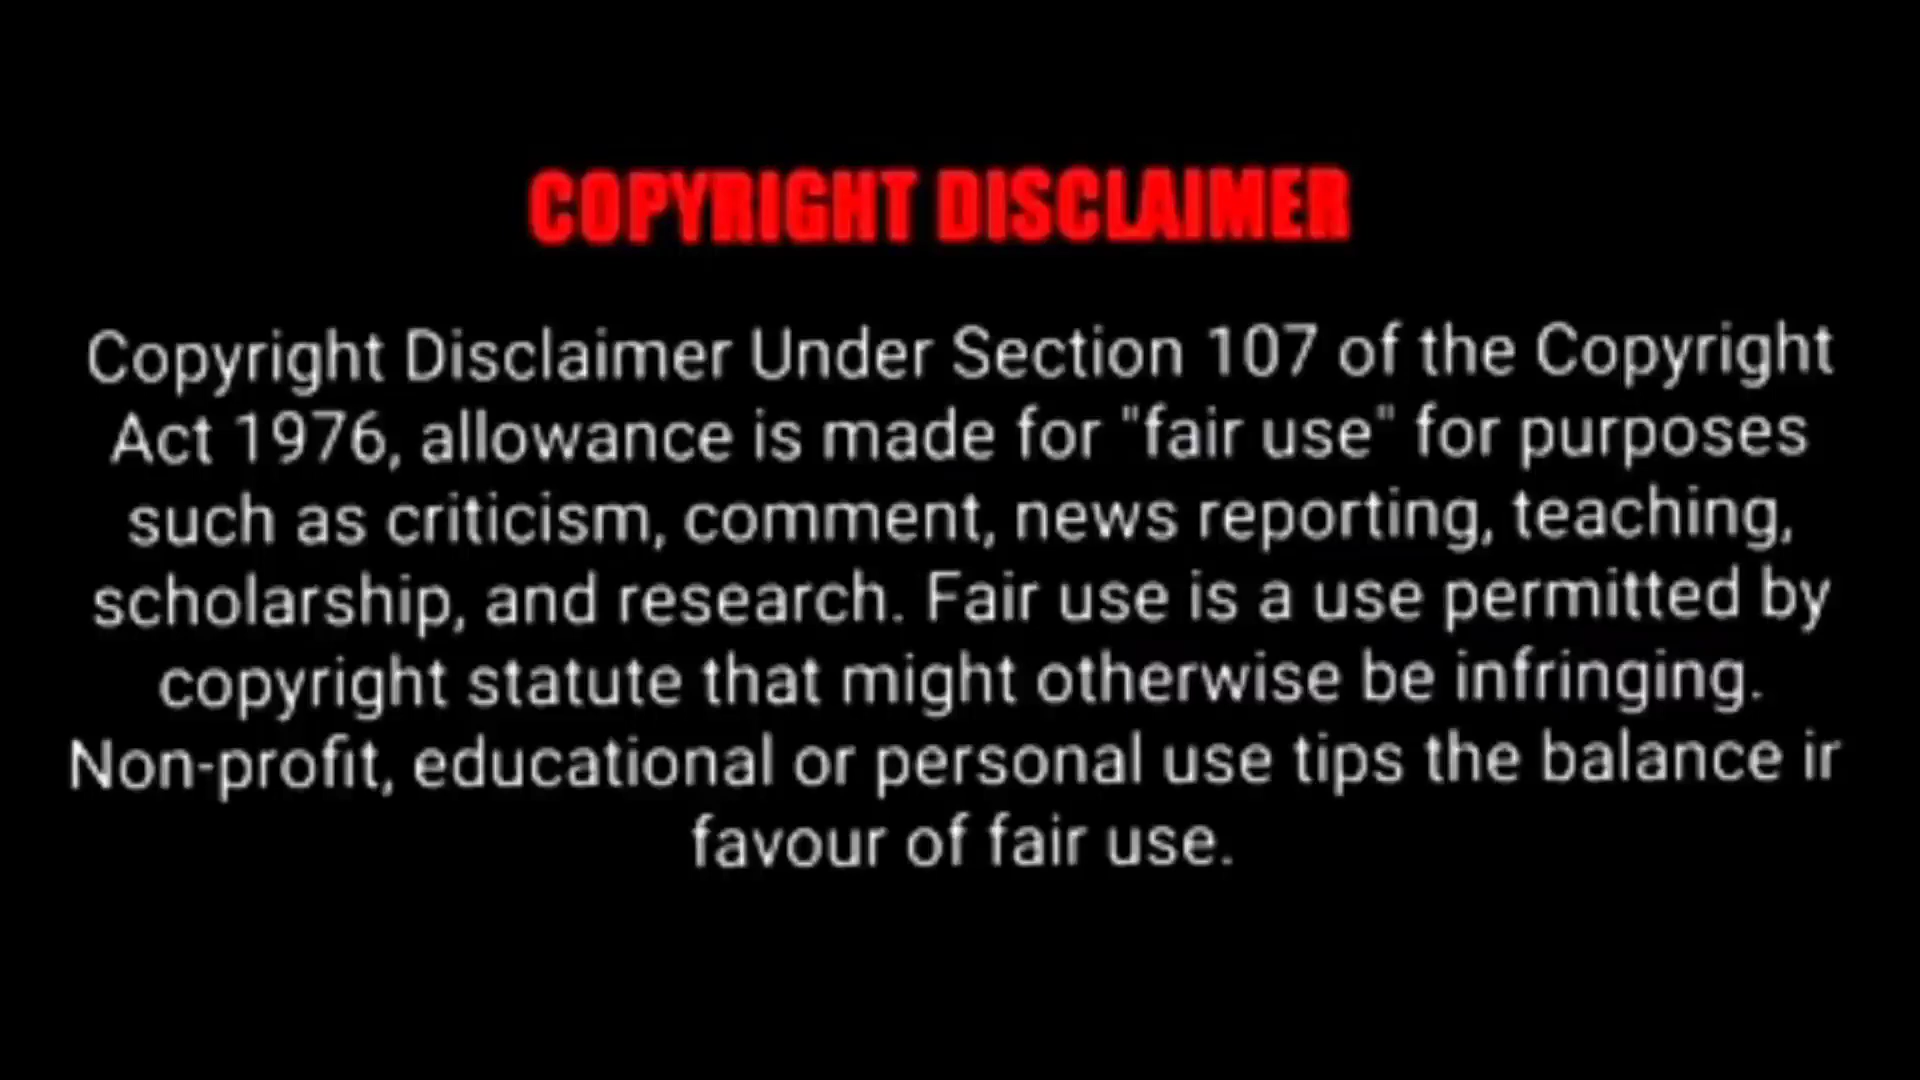 COPYRIGHT DISCLAIMER
Copyright Disclaimer Under Section 107 of the Copyright
Act 1976, allowance is made for "fair use" for purposes
such as criticism, comment, news reporting, teaching,
scholarship, and research. Fair use is a use permitted by
copyright statute that might otherwise be infringing.
Non-profit, educational or personal use tips the balance ir
favour of fair use.